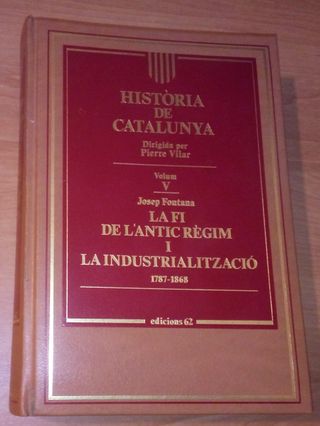 HISTÒRIA
DE
CATALUNYA
Dirigida per
Pierre Vilar
Volum
V
Josep Fontana
LA FI
DE L'ANTIC RÈGIM
I
LA INDUSTRIALITZACIÓ
1787-1868
edicions 62